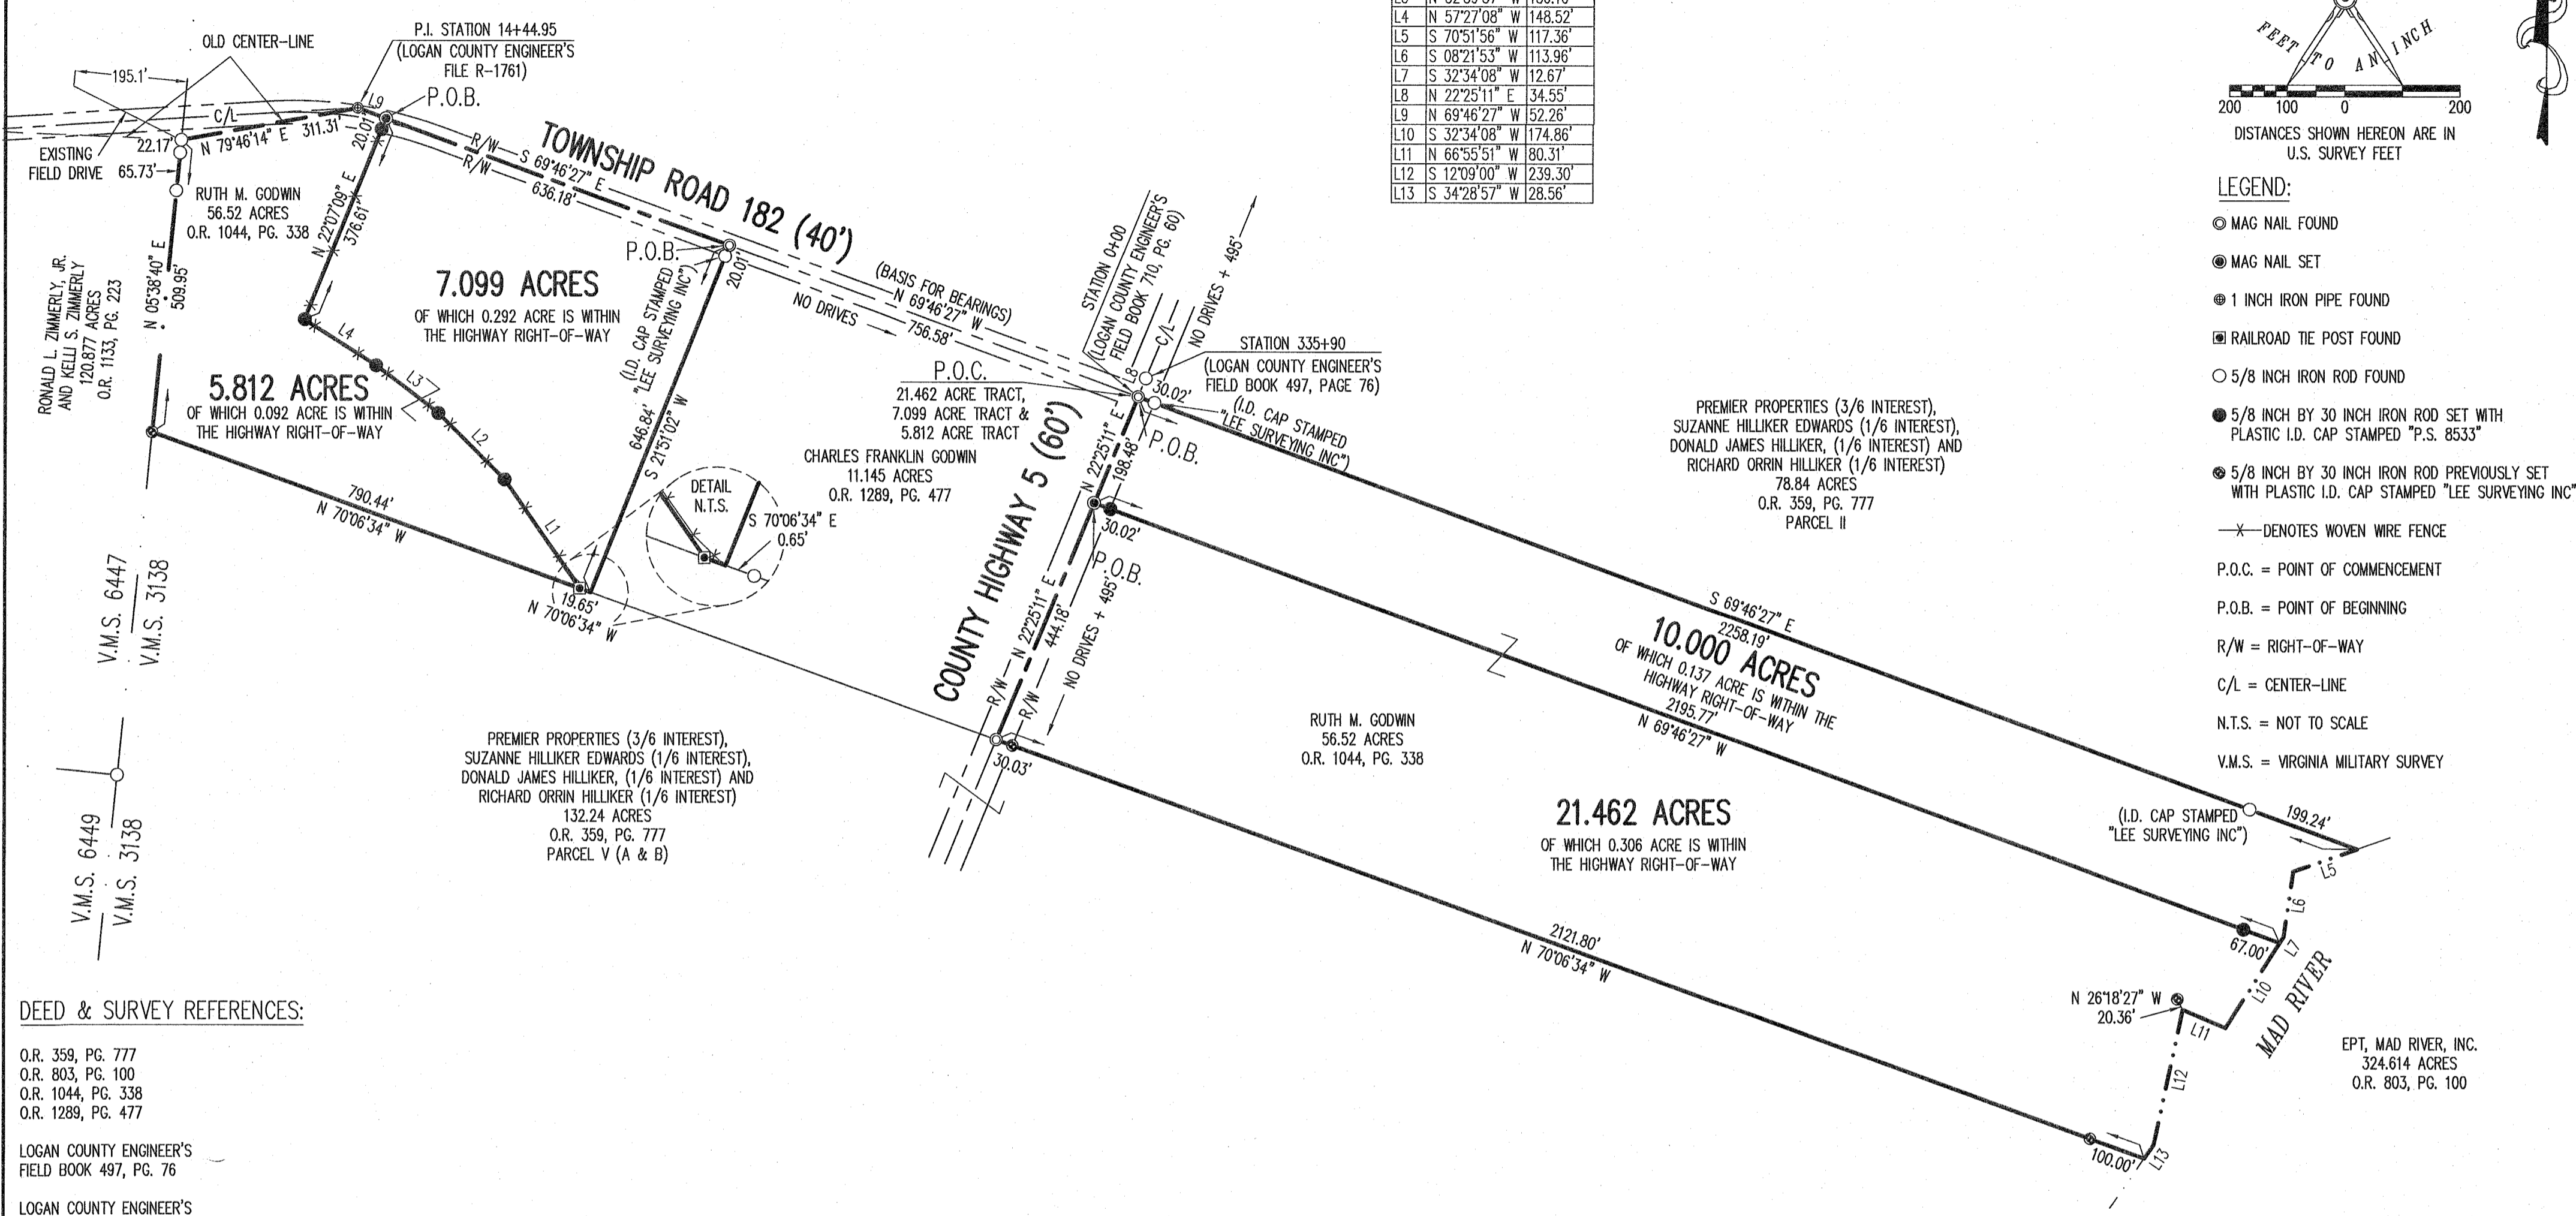 195.1'
OLD CENTER-LINE
P.I. STATION 14+44.95
(LOGAN COUNTY ENGINEER'S
FILE R-1761)
P.O.B.
L9
C/L
N 79°46'14" E 311.31'
20.01'
22.17'
EXISTING
FIELD DRIVE
65.73'
RUTH M. GODWIN
56.52 ACRES
O.R. 1044, PG. 338
N 22°07'09" E
376.61'
N 05°38'40" E
509.95'
RONALD L. ZIMMERLY, JR.
AND KELLI S. ZIMMERLY
120.877 ACRES
O.R. 1133, PG. 223
R/W
R/W
S 69°46'27" E
636.18'
TOWNSHIP ROAD 182 (40')
7.099 ACRES
OF WHICH 0.292 ACRE IS WITHIN
THE HIGHWAY RIGHT-OF-WAY
P.O.B.
20.01'
(I.D. CAP STAMPED
"LEE SURVEYING INC")
646.84'
S 21°51'02" W
L4
L3
L2
L1
5.812 ACRES
OF WHICH 0.092 ACRE IS WITHIN
THE HIGHWAY RIGHT-OF-WAY
790.44'
N 70°06'34" W
19.65'
N 70°06'34" W
DETAIL
N.T.S.
S 70°06'34" E
0.65'
(BASIS FOR BEARINGS)
N 69°46'27" W
756.58'
NO DRIVES
CHARLES FRANKLIN GODWIN
11.145 ACRES
O.R. 1289, PG. 477
P.O.C.
21.462 ACRE TRACT,
7.099 ACRE TRACT &
5.812 ACRE TRACT
STATION 0+00
(LOGAN COUNTY ENGINEER'S
FIELD BOOK 710, PG. 60)
C/L
NO DRIVES + 495'
L8
STATION 335+90
(LOGAN COUNTY ENGINEER'S
FIELD BOOK 497, PAGE 76)
30.02'
(I.D. CAP STAMPED
"LEE SURVEYING INC")
P.O.B.
N 22°25'11" E
198.48'
30.02'
P.O.B.
COUNTY HIGHWAY 5 (60')
N 22°25'11" E
444.18'
R/W
R/W
NO DRIVES + 495'
30.03'
L4 N 57°27'08" W 148.52'
L5 S 70°51'56" W 117.36'
L6 S 08°21'53" W 113.96'
L7 S 32°34'08" W 12.67'
L8 N 22°25'11" E 34.55'
L9 N 69°46'27" W 52.26'
L10 S 32°34'08" W 174.86'
L11 N 66°55'51" W 80.31'
L12 S 12°09'00" W 239.30'
L13 S 34°28'57" W 28.56'
PREMIER PROPERTIES (3/6 INTEREST),
SUZANNE HILLIKER EDWARDS (1/6 INTEREST),
DONALD JAMES HILLIKER, (1/6 INTEREST) AND
RICHARD ORRIN HILLIKER (1/6 INTEREST)
78.84 ACRES
O.R. 359, PG. 777
PARCEL II
S 69°46'27" E
2258.19'
10.000 ACRES
OF WHICH 0.137 ACRE IS WITHIN THE
HIGHWAY RIGHT-OF-WAY
2195.77'
N 69°46'27" W
RUTH M. GODWIN
56.52 ACRES
O.R. 1044, PG. 338
21.462 ACRES
OF WHICH 0.306 ACRE IS WITHIN
THE HIGHWAY RIGHT-OF-WAY
2121.80'
N 70°06'34" W
(I.D. CAP STAMPED
"LEE SURVEYING INC")
199.24'
L5
L6
67.00'
L7
L10
MAD RIVER
N 26°18'27" W
20.36'
L11
L12
100.00'
L13
EPT, MAD RIVER, INC.
324.614 ACRES
O.R. 803, PG. 100
PREMIER PROPERTIES (3/6 INTEREST),
SUZANNE HILLIKER EDWARDS (1/6 INTEREST),
DONALD JAMES HILLIKER, (1/6 INTEREST) AND
RICHARD ORRIN HILLIKER (1/6 INTEREST)
132.24 ACRES
O.R. 359, PG. 777
PARCEL V (A & B)
V.M.S. 6447
V.M.S. 3138
V.M.S. 6449
V.M.S. 3138
FEET TO AN INCH
200 100 0 200
DISTANCES SHOWN HEREON ARE IN
U.S. SURVEY FEET
LEGEND:
MAG NAIL FOUND
MAG NAIL SET
1 INCH IRON PIPE FOUND
RAILROAD TIE POST FOUND
5/8 INCH IRON ROD FOUND
5/8 INCH BY 30 INCH IRON ROD SET WITH
PLASTIC I.D. CAP STAMPED "P.S. 8533"
5/8 INCH BY 30 INCH IRON ROD PREVIOUSLY SET
WITH PLASTIC I.D. CAP STAMPED "LEE SURVEYING INC"
DENOTES WOVEN WIRE FENCE
P.O.C. = POINT OF COMMENCEMENT
P.O.B. = POINT OF BEGINNING
R/W = RIGHT-OF-WAY
C/L = CENTER-LINE
N.T.S. = NOT TO SCALE
V.M.S. = VIRGINIA MILITARY SURVEY
DEED & SURVEY REFERENCES:
O.R. 359, PG. 777
O.R. 803, PG. 100
O.R. 1044, PG. 338
O.R. 1289, PG. 477
LOGAN COUNTY ENGINEER'S
FIELD BOOK 497, PG. 76
LOGAN COUNTY ENGINEER'S